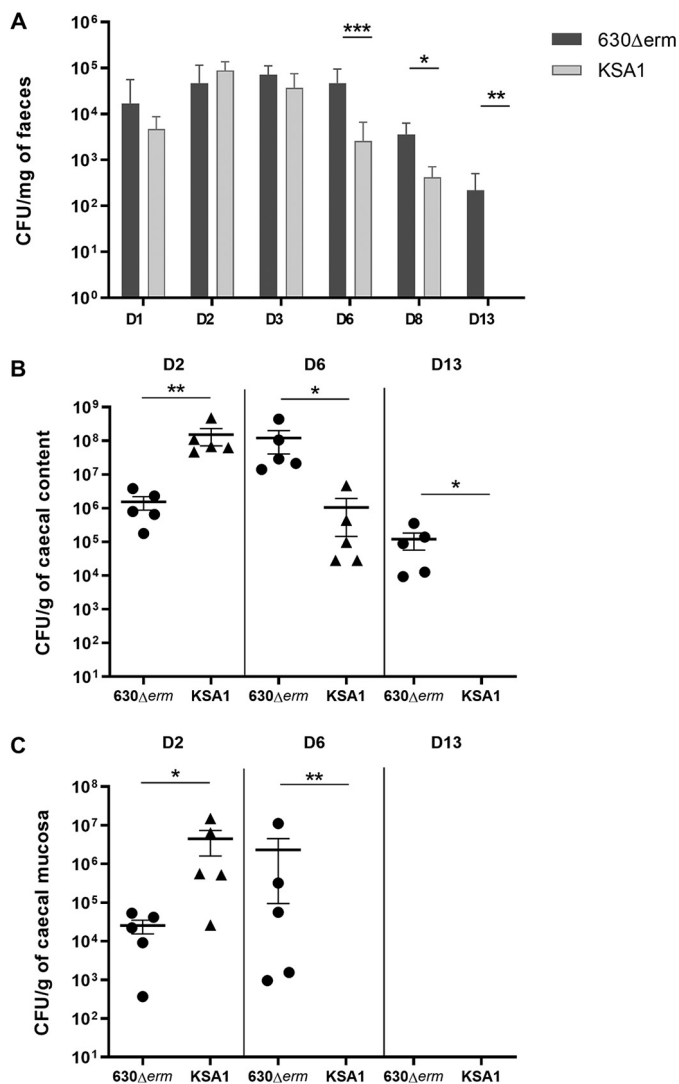 A
CFU/mg of faeces
10⁶
10⁵
10⁴
10³
10²
10¹
10⁰
***
*
**
D1 D2 D3 D6 D8 D13
630Δerm
KSA1
B
D2 D6 D13
CFU/g of caecal content
10⁹
10⁸
10⁷
10⁶
10⁵
10⁴
10³
10²
10¹
**
*
*
630Δerm KSA1 630Δerm KSA1 630Δerm KSA1
C
D2 D6 D13
CFU/g of caecal mucosa
10⁸
10⁷
10⁶
10⁵
10⁴
10³
10²
10¹
*
**
630Δerm KSA1 630Δerm KSA1 630Δerm KSA1